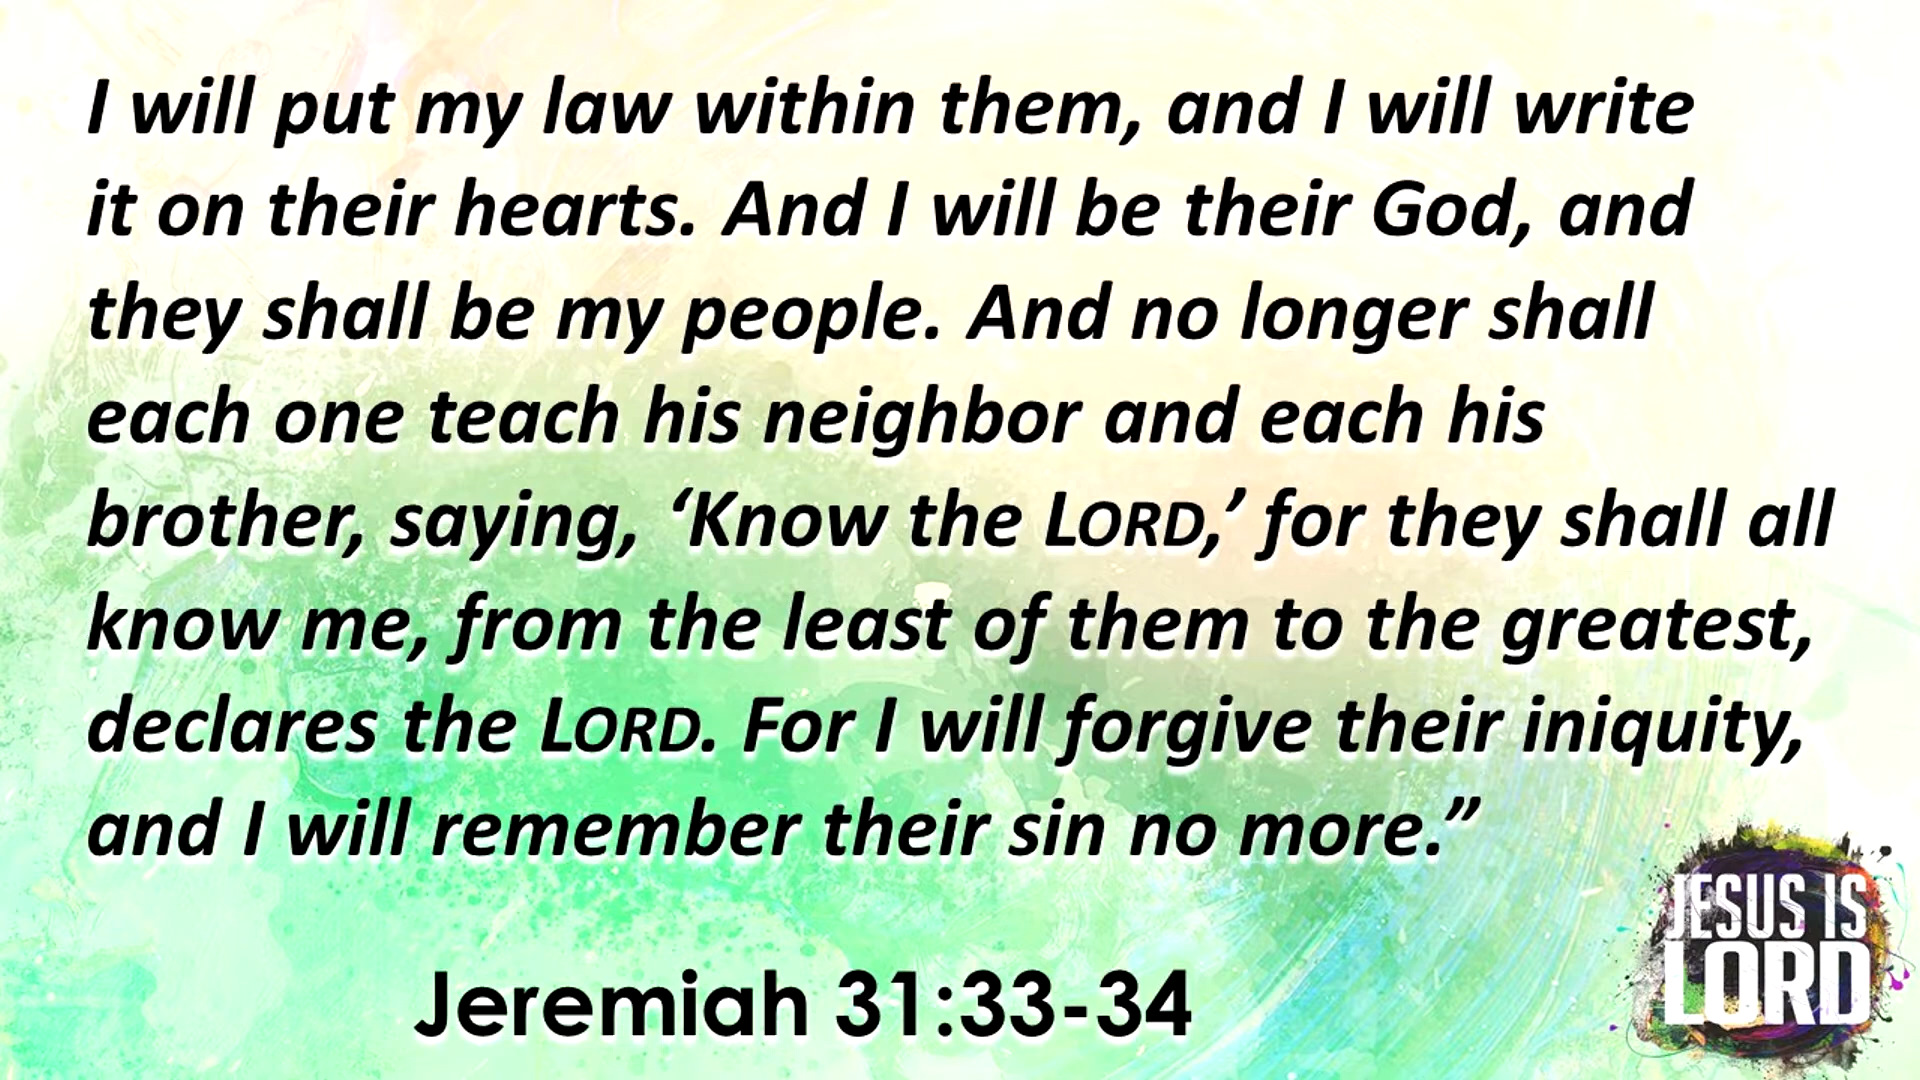 I will put my law within them, and I will write
it on their hearts. And I will be their God, and
they shall be my people. And no longer shall
each one teach his neighbor and each his
brother, saying, ‘Know the LORD,’ for they shall all
know me, from the least of them to the greatest,
declares the LORD. For I will forgive their iniquity,
and I will remember their sin no more.”
Jeremiah 31:33-34
JESUS IS
LORD